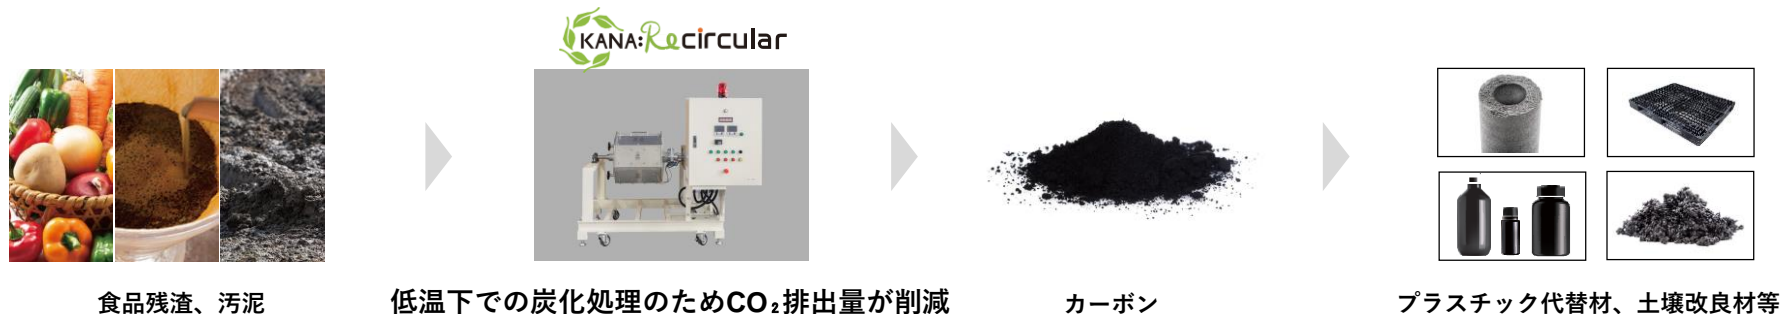 KANA:Recircular
食品残渣、汚泥
低温下での炭化処理のためCO₂排出量が削減
カーボン
プラスチック代替材、土壌改良材等